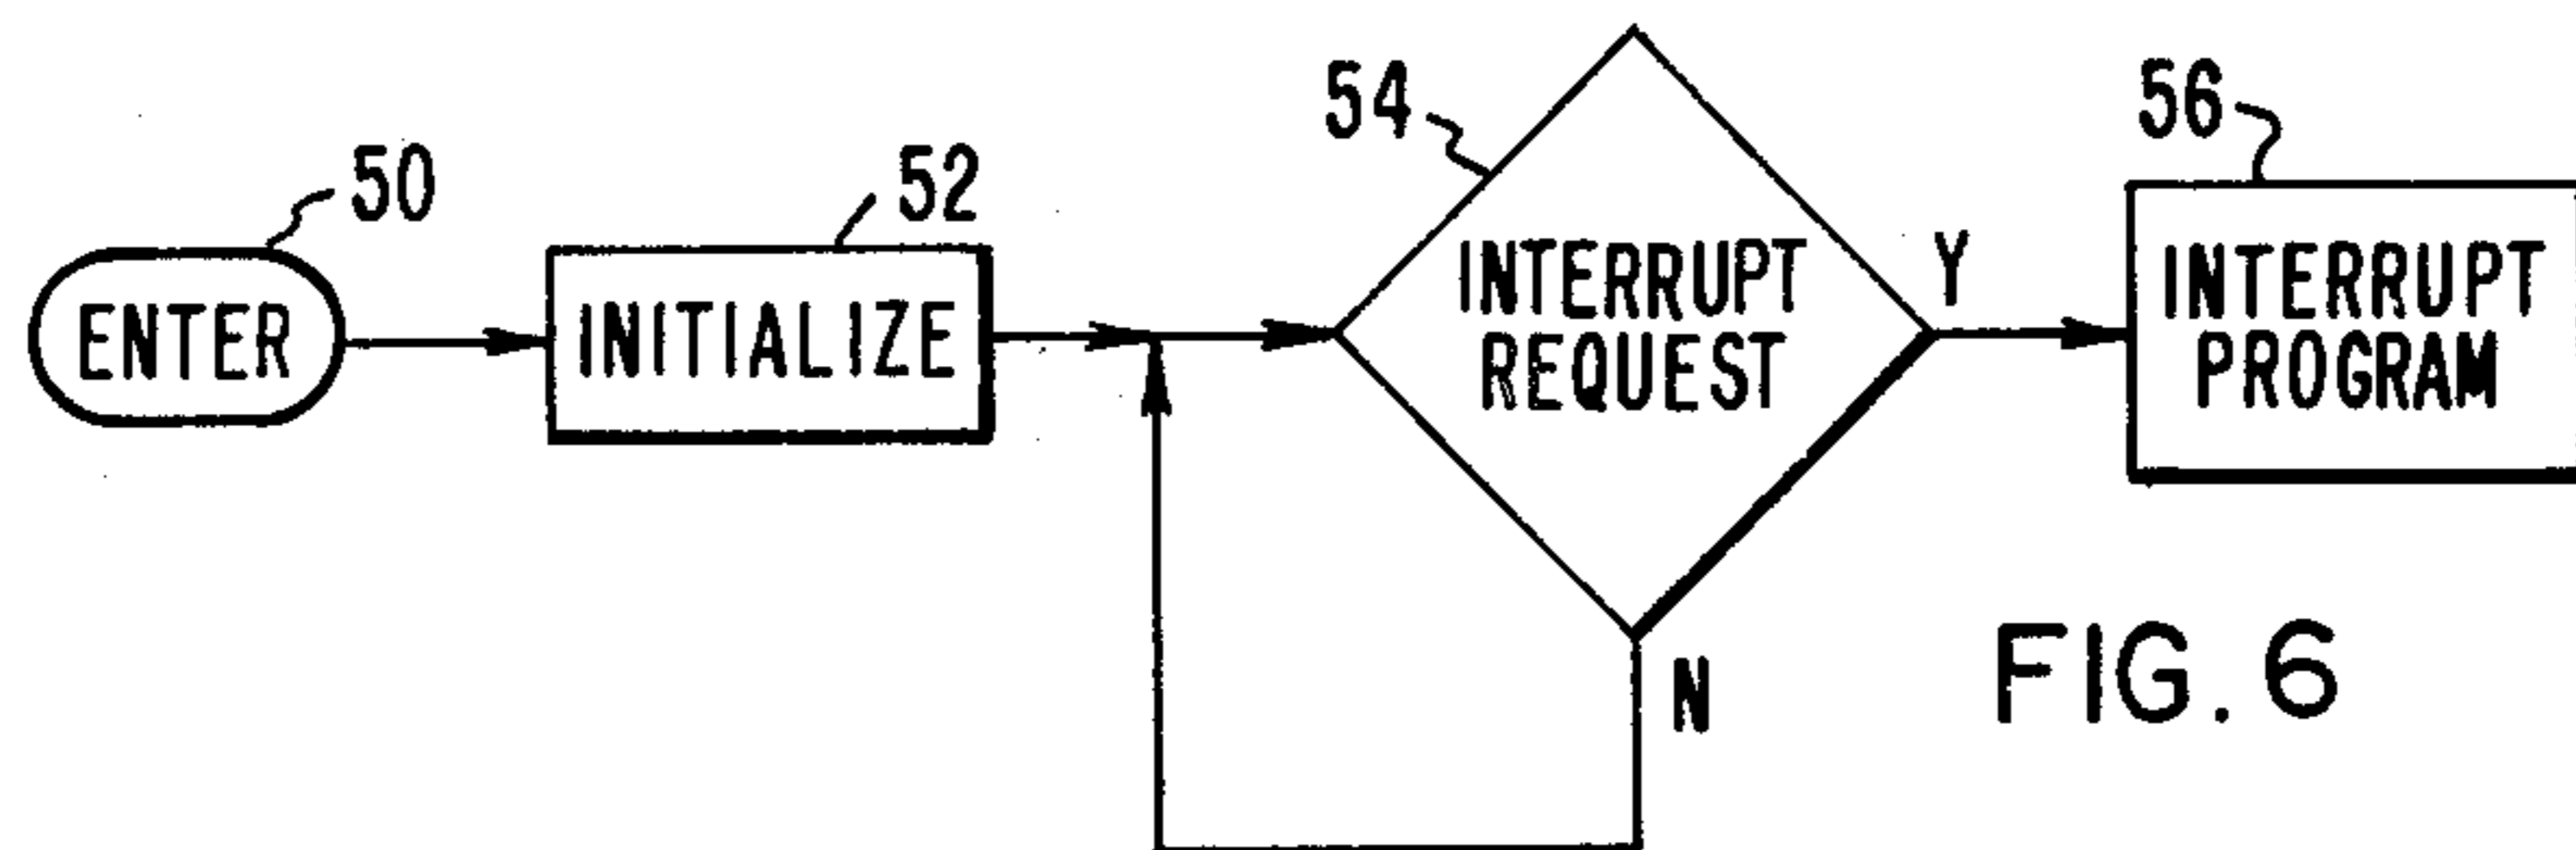 50
ENTER
52
INITIALIZE
54
INTERRUPT
REQUEST
Y
N
56
INTERRUPT
PROGRAM
FIG. 6